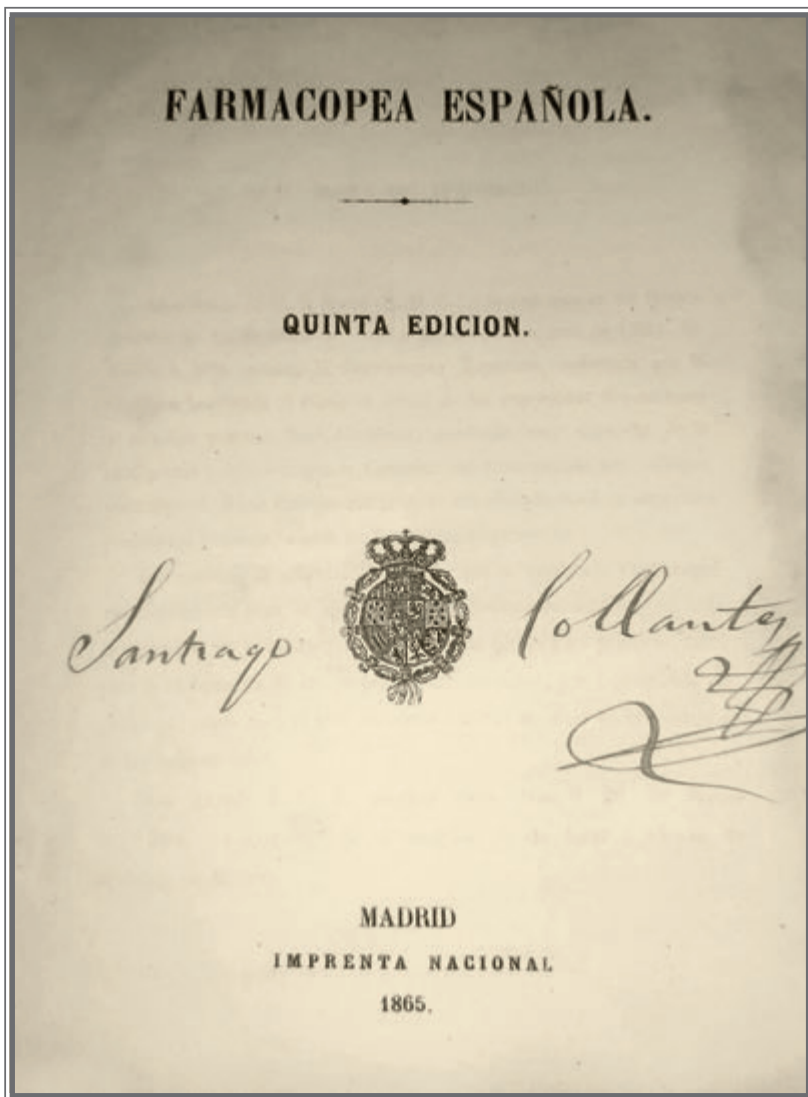 FARMACOPEA ESPAÑOLA.
QUINTA EDICION.
Santiago Collantes
MADRID
IMPRENTA NACIONAL
1865.